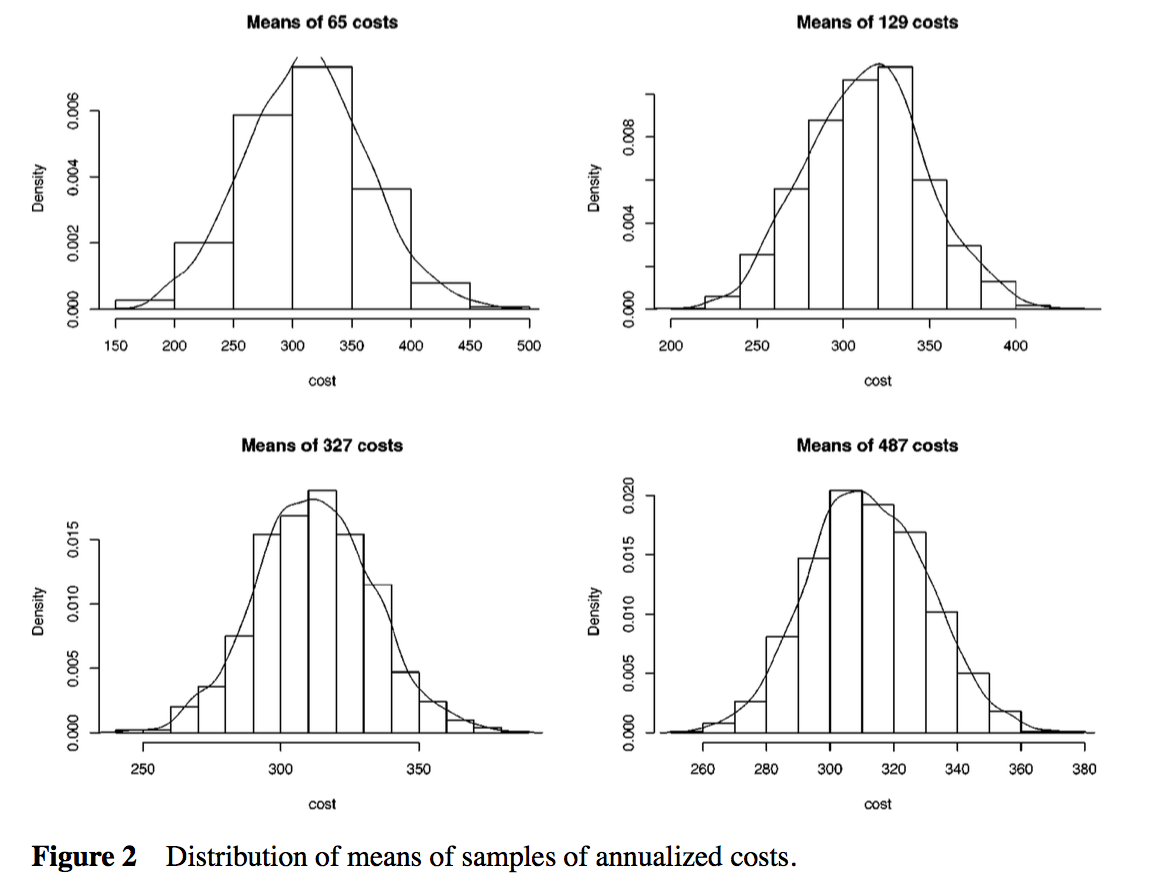 Means of 65 costs
Density
0.000 0.002 0.004 0.006
150 200 250 300 350 400 450 500
cost
Means of 129 costs
Density
0.000 0.004 0.008
200 250 300 350 400
cost
Means of 327 costs
Density
0.000 0.005 0.010 0.015
250 300 350
cost
Means of 487 costs
Density
0.000 0.005 0.010 0.015 0.020
260 280 300 320 340 360 380
cost
Figure 2 Distribution of means of samples of annualized costs.